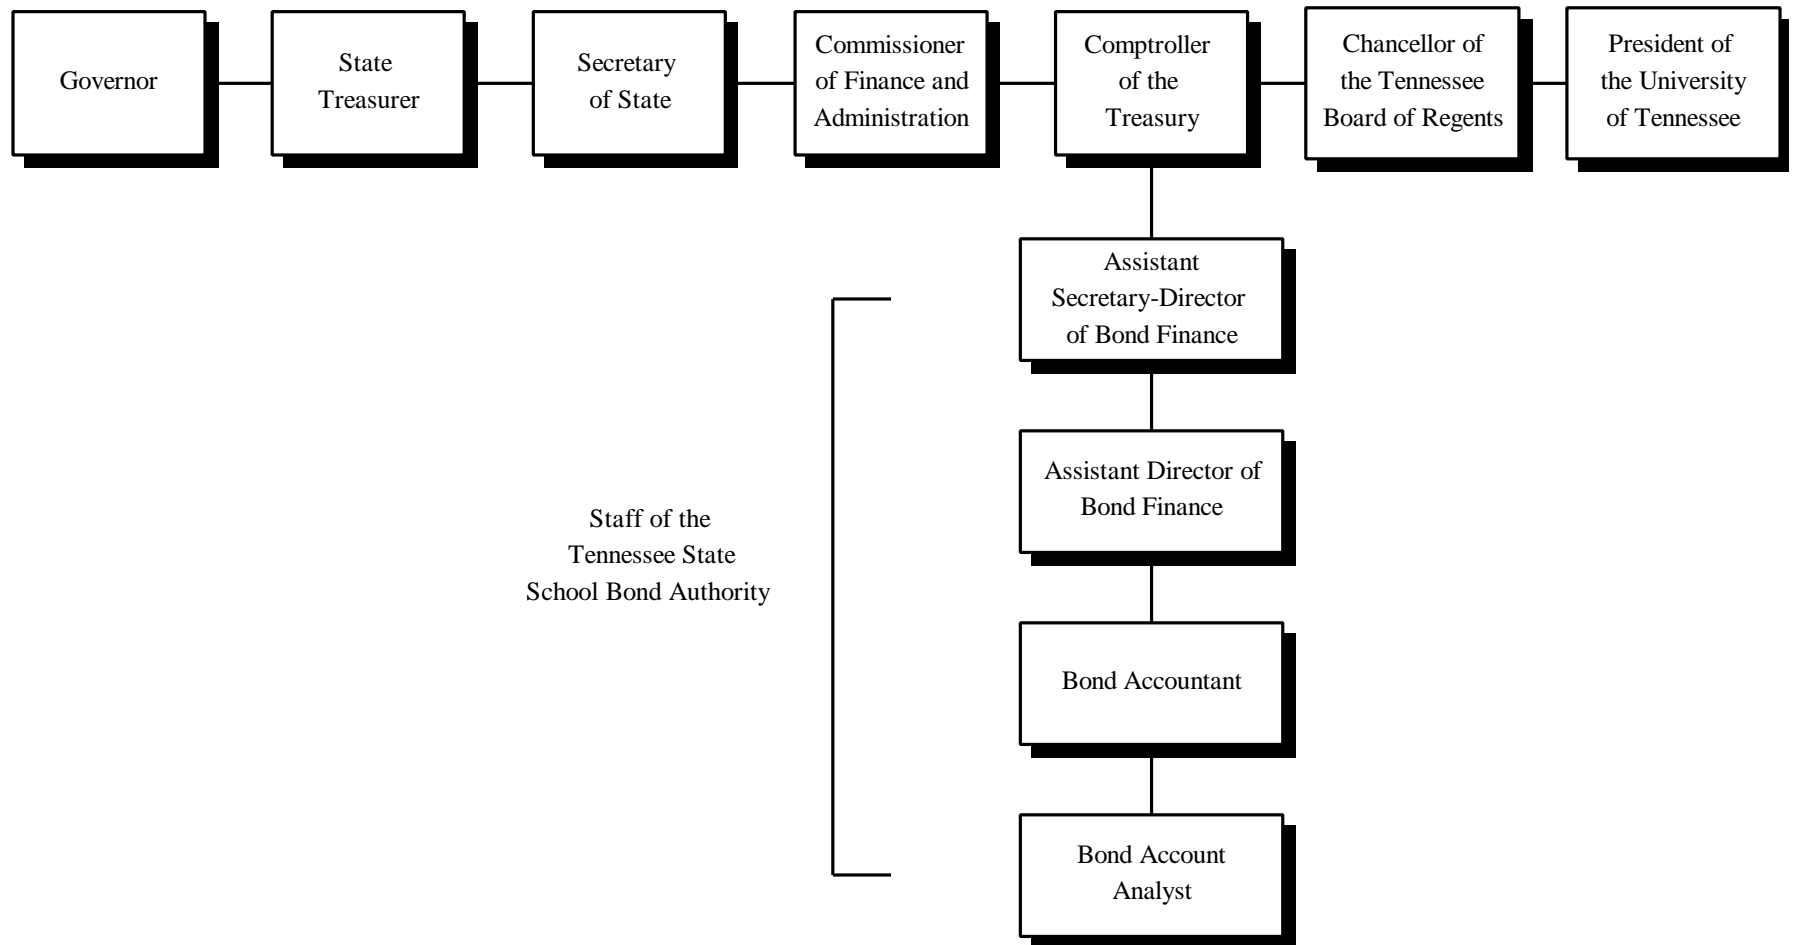 Governor
State
Treasurer
Secretary
of State
Commissioner
of Finance and
Administration
Comptroller
of the
Treasury
Chancellor of
the Tennessee
Board of Regents
President of
the University
of Tennessee
Assistant
Secretary-Director
of Bond Finance
Assistant Director of
Bond Finance
Staff of the
Tennessee State
School Bond Authority
Bond Accountant
Bond Account
Analyst